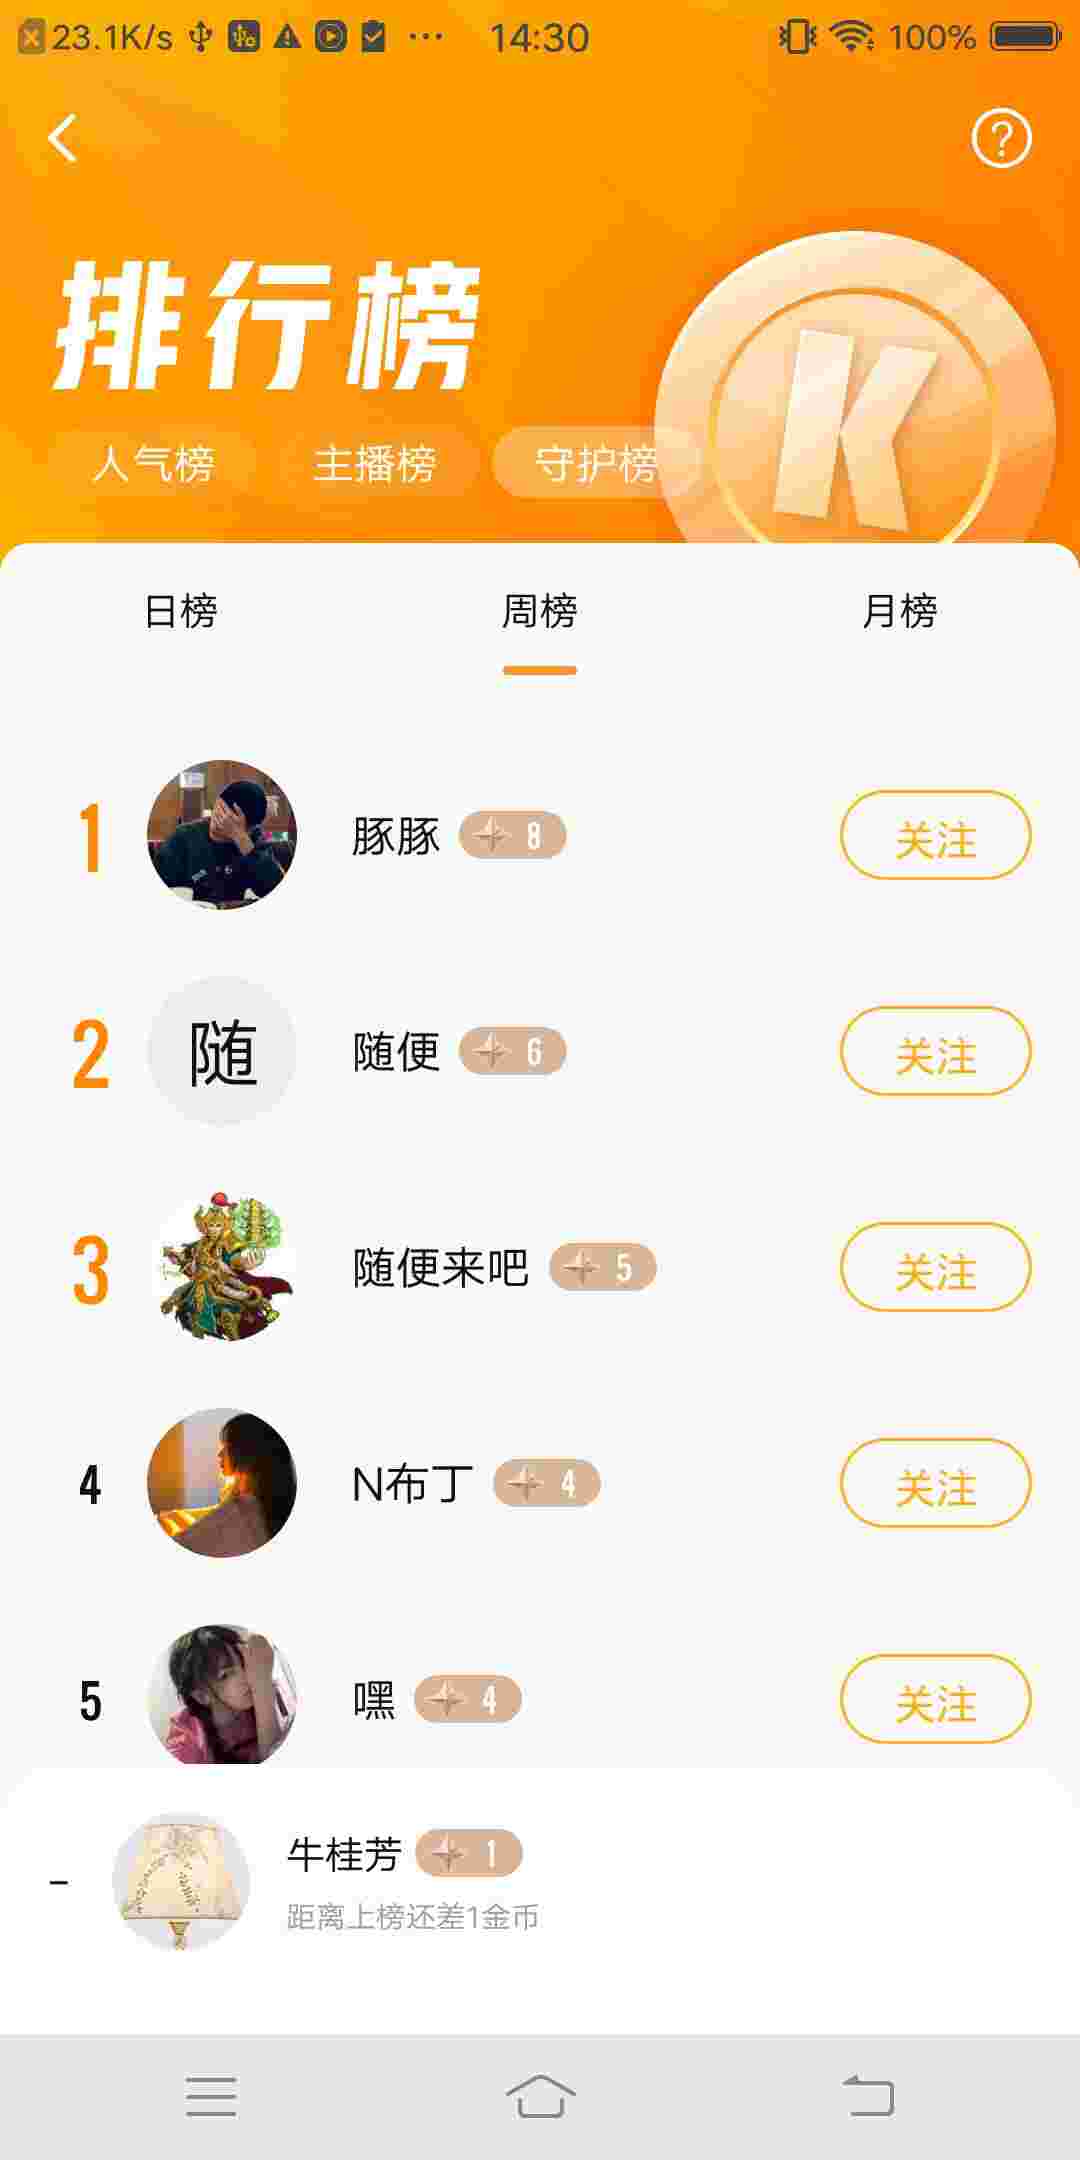 23.1K/s 14:30 100%
排行榜
K
人气榜 主播榜 守护榜
日榜 周榜 月榜
1 豚豚 8 关注
2 随 随便 6 关注
3 随便来吧 5 关注
4 N布丁 4 关注
5 嘿 4 关注
- 牛桂芳 1
距离上榜还差1金币